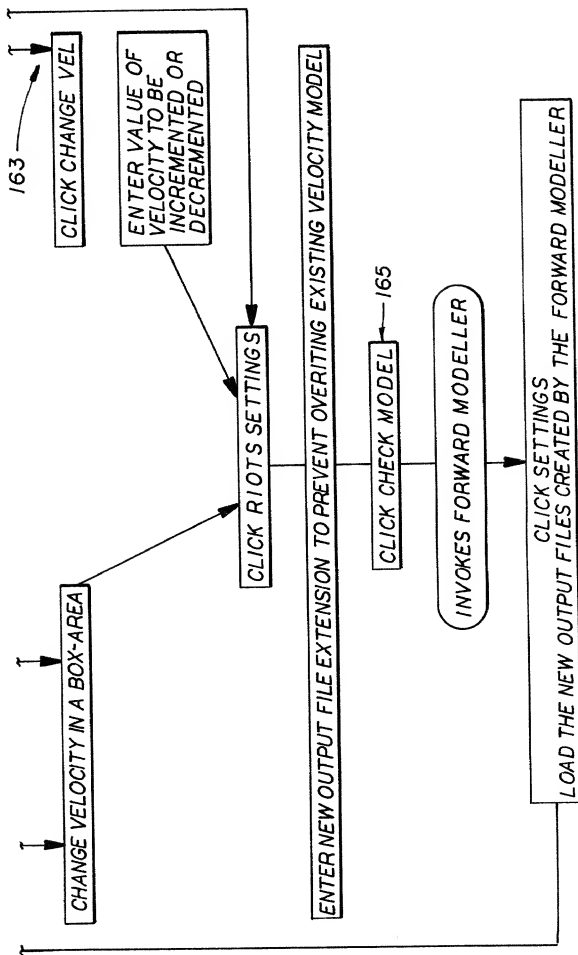 163
CLICK CHANGE VEL
ENTER VALUE OF
VELOCITY TO BE
INCREMENTED OR
DECREMENTED
CHANGE VELOCITY IN A BOX-AREA
CLICK RIOTS SETTINGS
ENTER NEW OUTPUT FILE EXTENSION TO PREVENT OVERITING EXISTING VELOCITY MODEL
CLICK CHECK MODEL
165
INVOKES FORWARD MODELLER
CLICK SETTINGS
LOAD THE NEW OUTPUT FILES CREATED BY THE FORWARD MODELLER